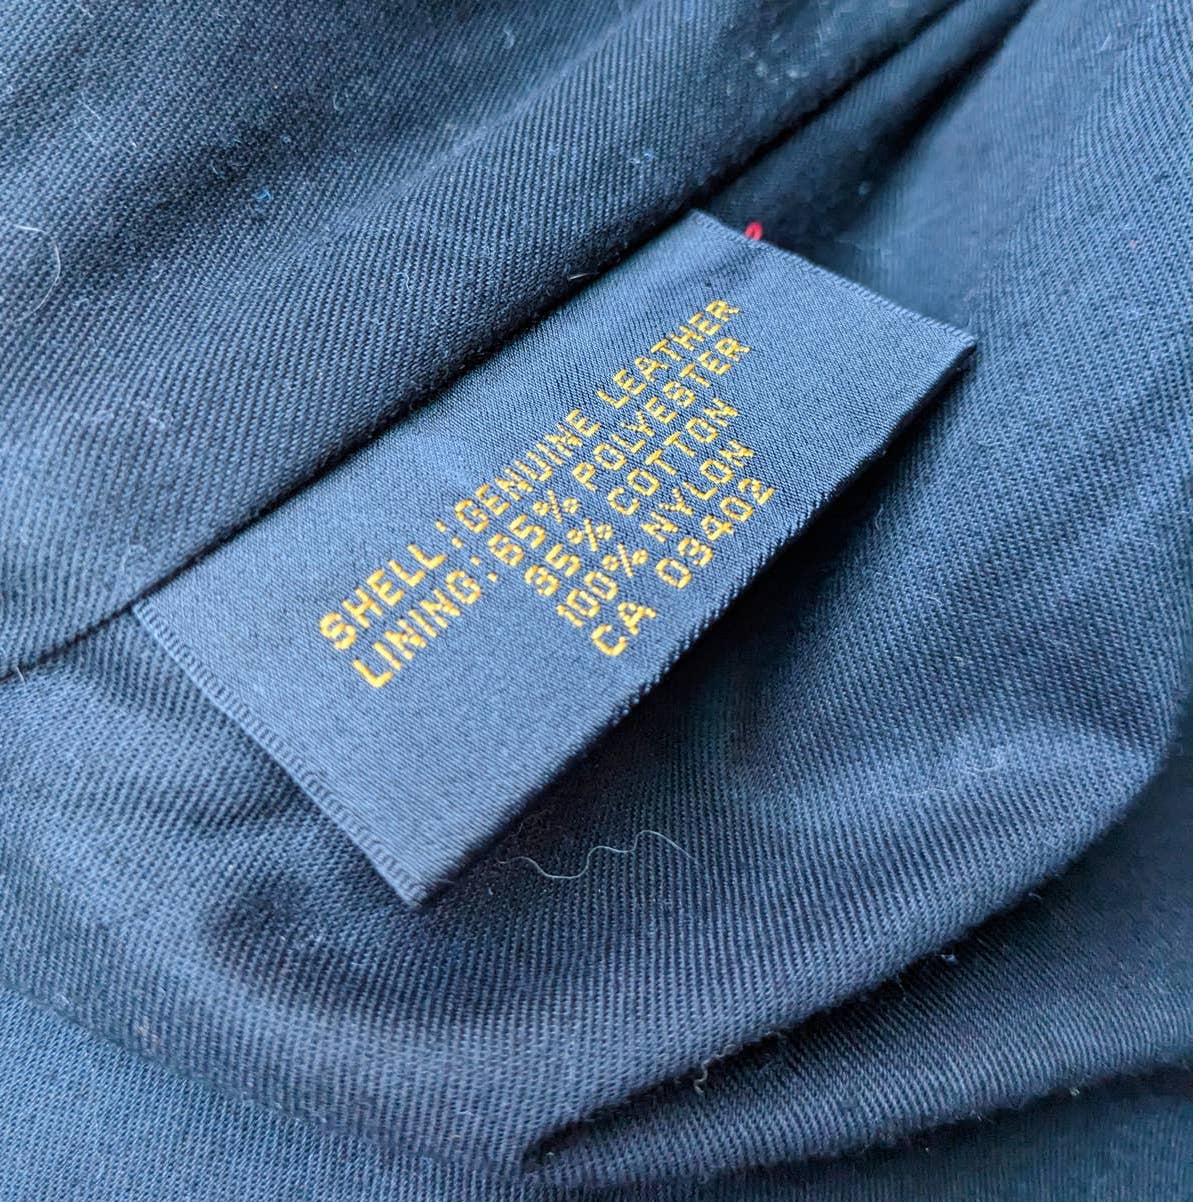 SHELL: GENUINE LEATHER
LINING: 65% POLYESTER
35% COTTON
100% NYLON
CA 03402